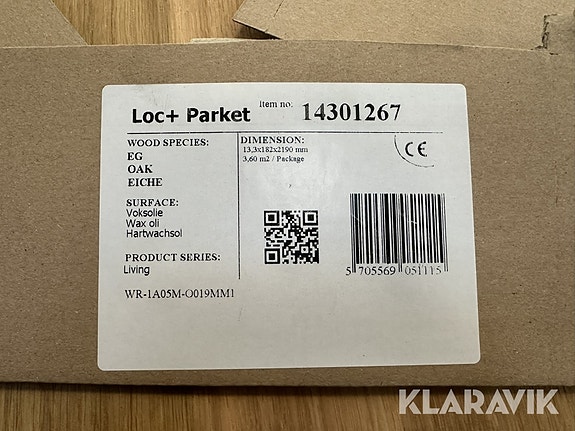 Loc+ Parket
Item no: 14301267
WOOD SPECIES:
EG
OAK
EICHE
SURFACE:
Voksolie
Wax oli
Hartwachsol
PRODUCT SERIES:
Living
WR-1A05M-O019MM1
DIMENSION:
13,3x182x2190 mm
3,60 m2 / Package
CE
5 705569 051115
KLARAVIK